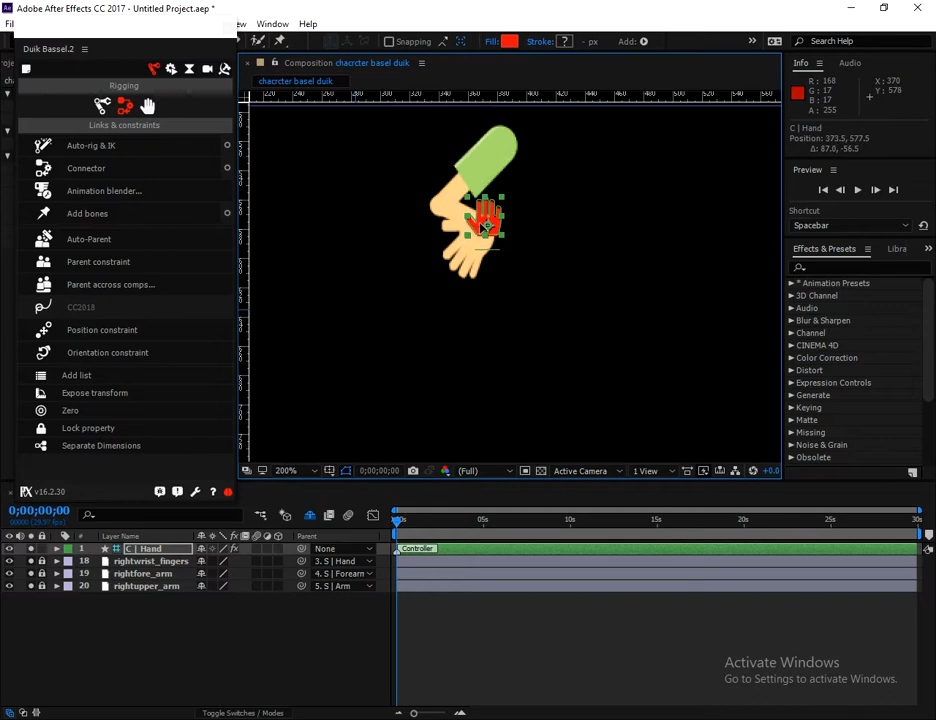 Adobe After Effects CC 2017 - Untitled Project.aep *
Window Help
Duik Bassel.2
Snapping
Fill: Stroke: ? - px Add:
Search Help
Composition chacrcter basel duik
chacrcter basel duik
Rigging
Links & constraints
Auto-rig & IK
Connector
Animation blender...
Add bones
Auto-Parent
Parent constraint
Parent accross comps...
CC2018
Position constraint
Orientation constraint
Add list
Expose transform
Zero
Lock property
Separate Dimensions
v16.2.30
200% 0;00;00;00 (Full) Active Camera 1 View +0.0
Info Audio
R : 168
G : 17
B : 17
A : 255
X : 370
Y : 578
C | Hand
Position: 373.5, 577.5
Δ: 87.0, -56.5
Preview
Shortcut
Spacebar
Effects & Presets Libra
* Animation Presets
3D Channel
Audio
Blur & Sharpen
Channel
CINEMA 4D
Color Correction
Distort
Expression Controls
Generate
Keying
Matte
Missing
Noise & Grain
Obsolete
0;00;00;00
00000 (29.97 fps)
05s 10s 15s 20s 25s 30s
# Layer Name Parent
1 C | Hand None Controller
18 rightwrist_fingers 3. S | Hand
19 rightfore_arm 4. S | Forearm
20 rightupper_arm 5. S | Arm
Toggle Switches / Modes
Activate Windows
Go to Settings to activate Windows.